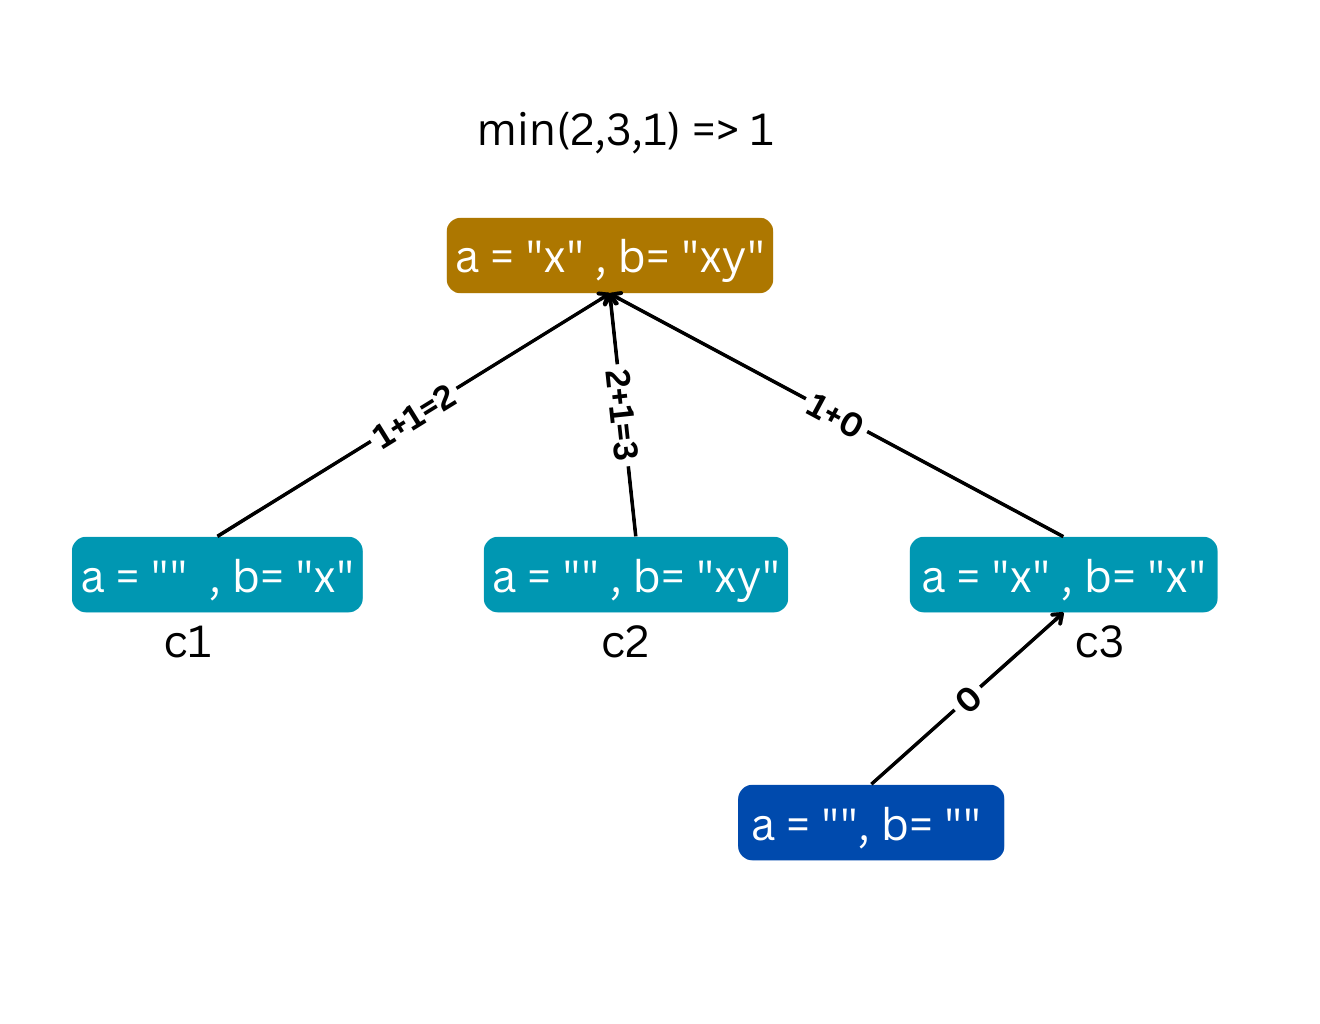 min(2,3,1) => 1
a = "x" , b= "xy"
1+1=2
2+1=3
1+0
a = ""  , b= "x"
a = "" , b= "xy"
a = "x" , b= "x"
c1
c2
c3
0
a = "", b= ""